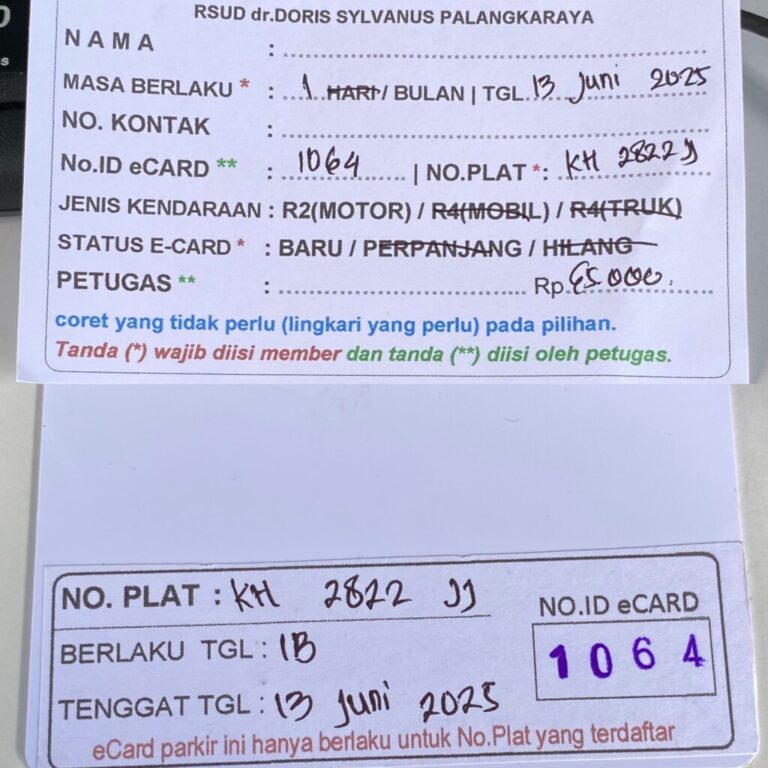 RSUD dr.DORIS SYLVANUS PALANGKARAYA
NAMA :
MASA BERLAKU * : 1 HARI / BULAN | TGL. 13 Juni 2025
NO. KONTAK :
No.ID eCARD ** : 1064 | NO.PLAT *: KH 2822 JJ
JENIS KENDARAAN : R2(MOTOR) / R4(MOBIL) / R4(TRUK)
STATUS E-CARD * : BARU / PERPANJANG / HILANG
PETUGAS ** : Rp. 65.000.
coret yang tidak perlu (lingkari yang perlu) pada pilihan.
Tanda (*) wajib diisi member dan tanda (**) diisi oleh petugas.
NO. PLAT : KH 2822 JJ
NO.ID eCARD
BERLAKU TGL : 1B
1064
TENGGAT TGL : 13 Juni 2025
eCard parkir ini hanya berlaku untuk No.Plat yang terdaftar